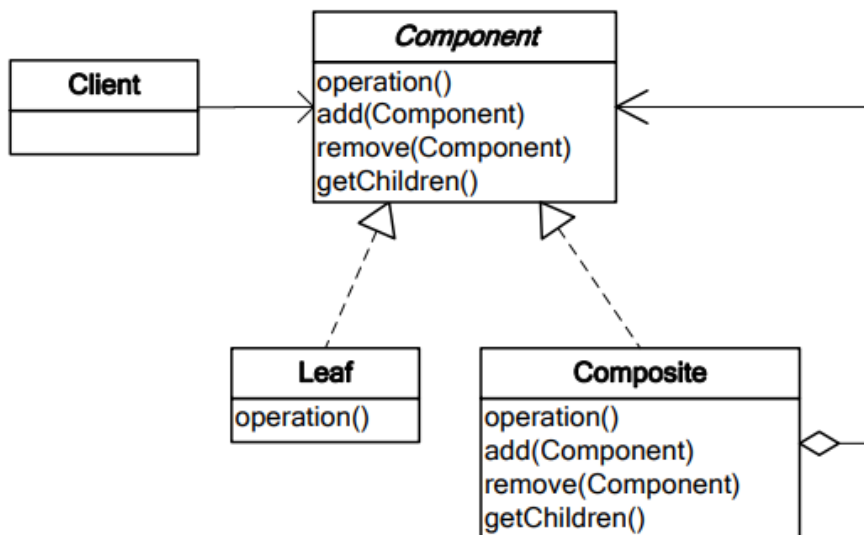 Component
Client
operation()
add(Component)
remove(Component)
getChildren()
Leaf
operation()
Composite
operation()
add(Component)
remove(Component)
getChildren()